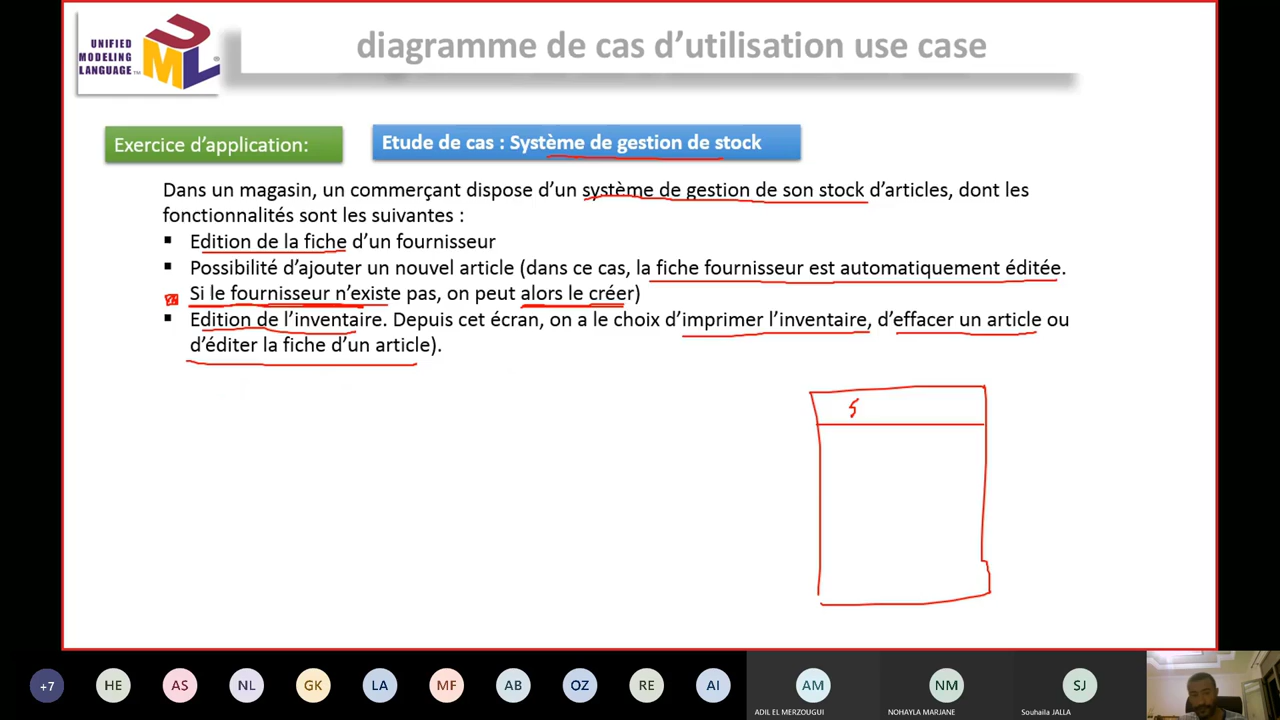 UNIFIED
MODELING
LANGUAGE™
UML®
diagramme de cas d'utilisation use case
Exercice d'application:
Etude de cas : Système de gestion de stock
Dans un magasin, un commerçant dispose d'un système de gestion de son stock d'articles, dont les
fonctionnalités sont les suivantes :
▪ Edition de la fiche d'un fournisseur
▪ Possibilité d'ajouter un nouvel article (dans ce cas, la fiche fournisseur est automatiquement éditée.
Si le fournisseur n'existe pas, on peut alors le créer)
▪ Edition de l'inventaire. Depuis cet écran, on a le choix d'imprimer l'inventaire, d'effacer un article ou
d'éditer la fiche d'un article).
+7 HE AS NL GK LA MF AB OZ RE AI AM NM SJ
ADIL EL MERZOUGUI NOHAYLA MARJANE Souhaila JALLA